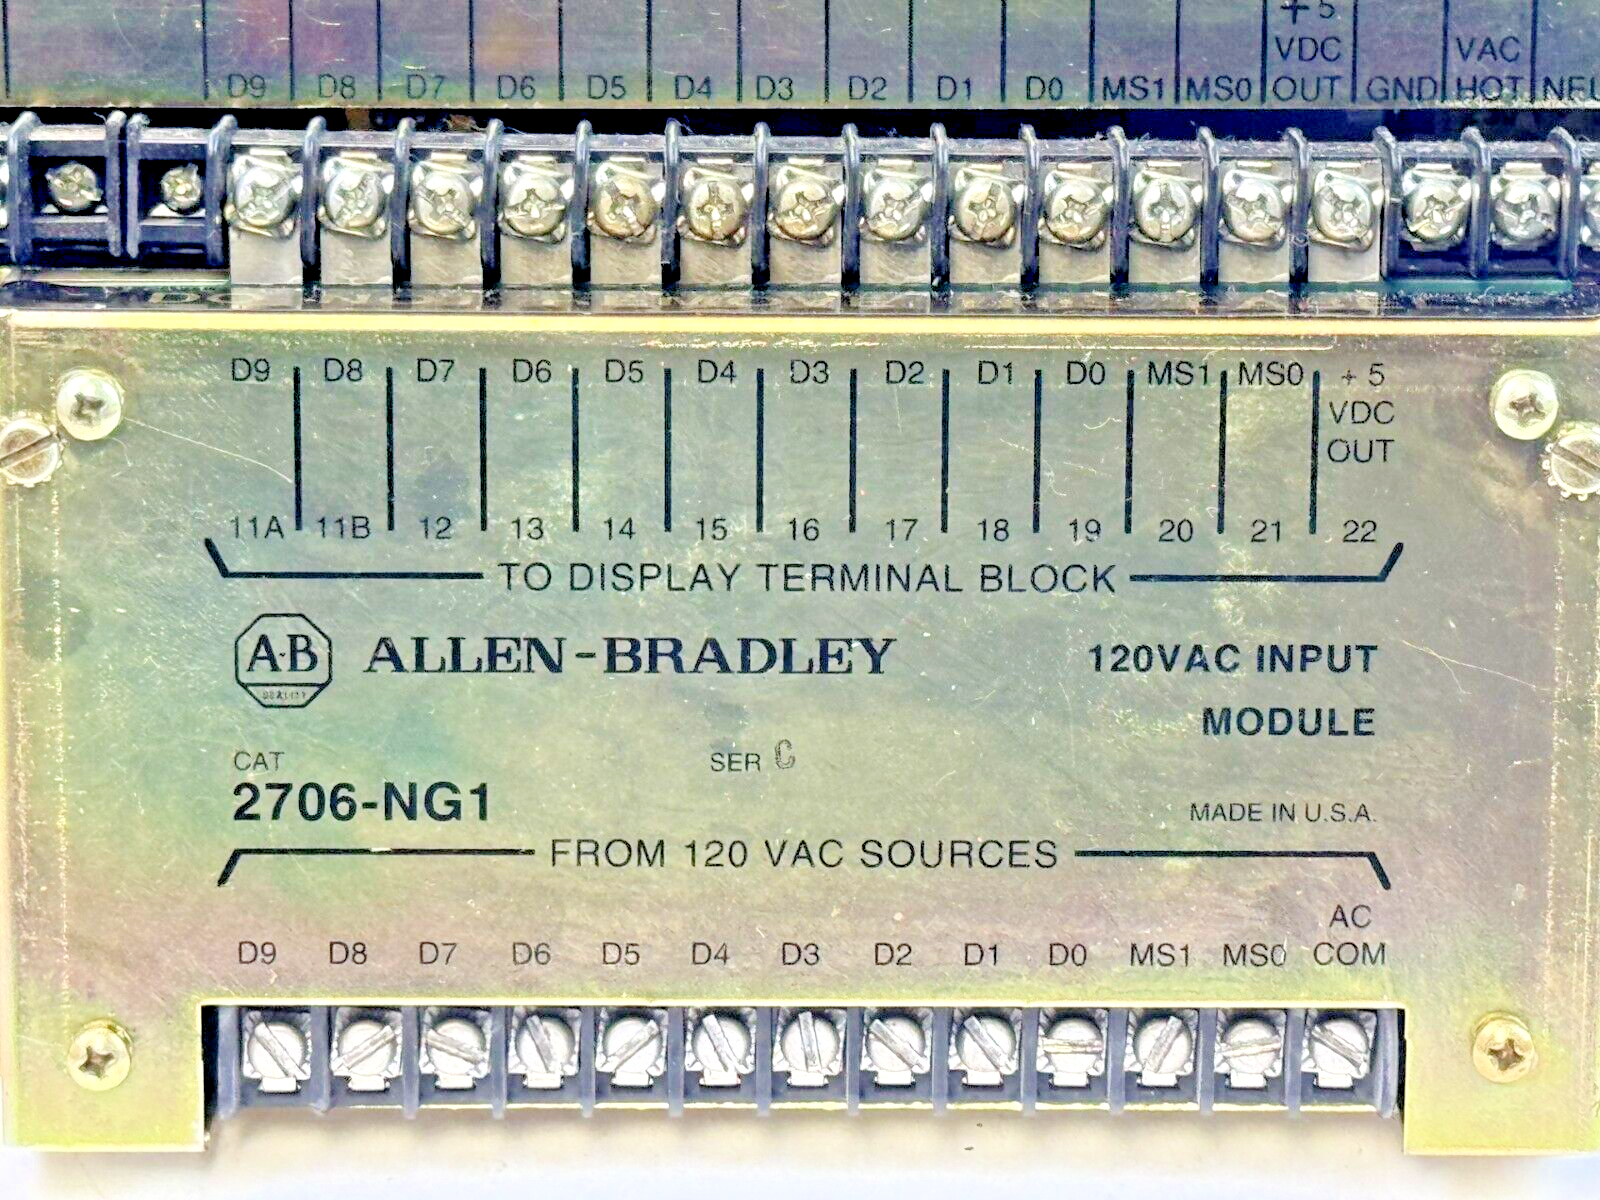 +5
VDC VAC
D9 D8 D7 D6 D5 D4 D3 D2 D1 D0 MS1 MS0 OUT GND HOT
D9 D8 D7 D6 D5 D4 D3 D2 D1 D0 MS1 MS0 +5
VDC
OUT
11A 11B 12 13 14 15 16 17 18 19 20 21 22
TO DISPLAY TERMINAL BLOCK
A-B ALLEN-BRADLEY 120VAC INPUT
QUALITY
MODULE
CAT SER C
2706-NG1 MADE IN U.S.A.
FROM 120 VAC SOURCES
AC
D9 D8 D7 D6 D5 D4 D3 D2 D1 D0 MS1 MS0 COM